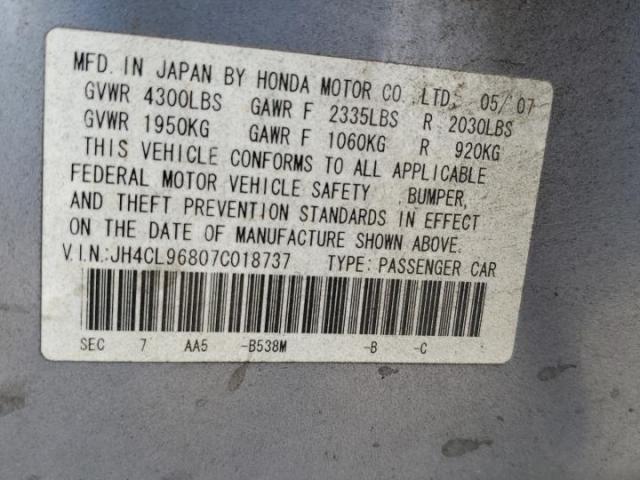 MFD. IN JAPAN BY HONDA MOTOR CO. LTD. 05/ 07
GVWR 4300LBS GAWR F 2335LBS R 2030LBS
GVWR 1950KG GAWR F 1060KG R 920KG
THIS VEHICLE CONFORMS TO ALL APPLICABLE
FEDERAL MOTOR VEHICLE SAFETY , BUMPER,
AND THEFT PREVENTION STANDARDS IN EFFECT
ON THE DATE OF MANUFACTURE SHOWN ABOVE.
V.I.N.:JH4CL96807C018737 TYPE: PASSENGER CAR
SEC 7 AA5 -B538M -B -C